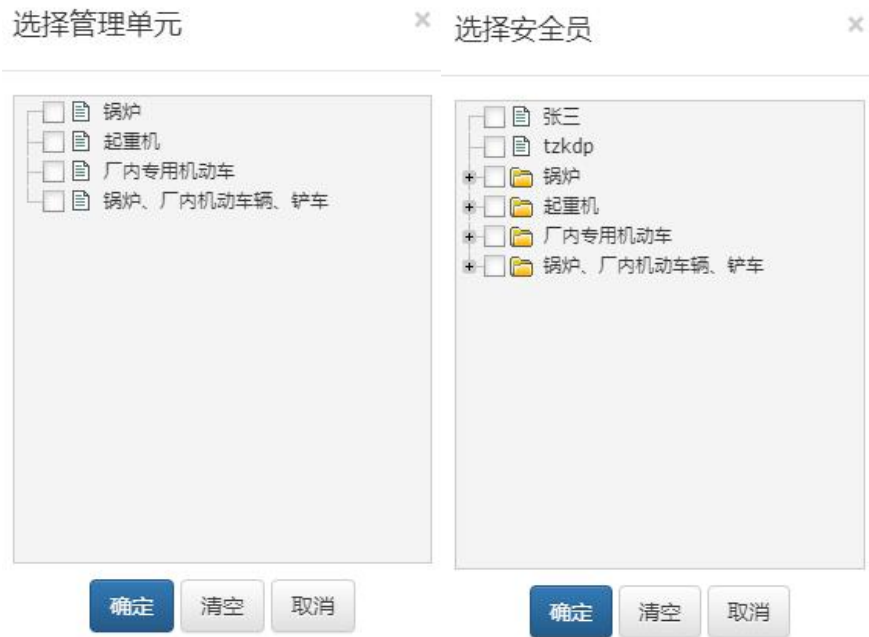 选择管理单元
×
锅炉
起重机
厂内专用机动车
锅炉、厂内机动车辆、铲车
确定
清空
取消
选择安全员
×
张三
tzkdp
锅炉
起重机
厂内专用机动车
锅炉、厂内机动车辆、铲车
确定
清空
取消